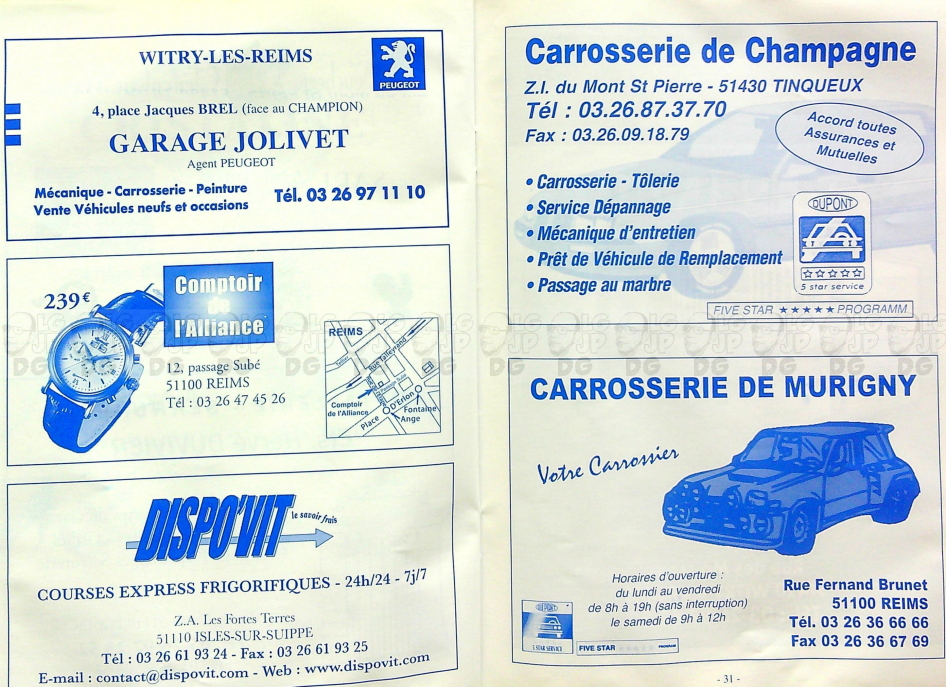 WITRY-LES-REIMS
PEUGEOT
4, place Jacques BREL (face au CHAMPION)
GARAGE JOLIVET
Agent PEUGEOT
Mécanique - Carrosserie - Peinture
Vente Véhicules neufs et occasions
Tél. 03 26 97 11 10
239€
Comptoir
de
l'Alliance
12, passage Subé
51100 REIMS
Tél : 03 26 47 45 26
REIMS
Rue Talleyrand
Comptoir
de l'Alliance
Place D'Erlon
Fontaine
Ange
DISPO'VIT
le savoir frais
COURSES EXPRESS FRIGORIFIQUES - 24h/24 - 7j/7
Z.A. Les Fortes Terres
51110 ISLES-SUR-SUIPPE
Tél : 03 26 61 93 24 - Fax : 03 26 61 93 25
E-mail : contact@dispovit.com - Web : www.dispovit.com
Carrosserie de Champagne
Z.I. du Mont St Pierre - 51430 TINQUEUX
Tél : 03.26.87.37.70
Fax : 03.26.09.18.79
Accord toutes
Assurances et
Mutuelles
• Carrosserie - Tôlerie
• Service Dépannage
• Mécanique d'entretien
• Prêt de Véhicule de Remplacement
• Passage au marbre
DUPONT
5 star service
FIVE STAR ★★★★★ PROGRAMM
CARROSSERIE DE MURIGNY
Votre Carrossier
Horaires d'ouverture :
du lundi au vendredi
de 8h à 19h (sans interruption)
le samedi de 9h à 12h
DUPONT
5 STAR SERVICE
FIVE STAR PROGRAMM
Rue Fernand Brunet
51100 REIMS
Tél. 03 26 36 66 66
Fax 03 26 36 67 69
- 31 -